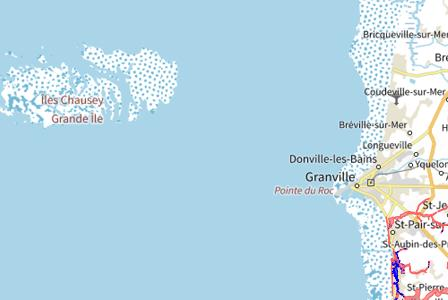 Bricqueville-sur-Mer
Îles Chausey
Grande Île
Coudeville-sur-Mer
Bréville-sur-Mer
Longueville
Donville-les-Bains
Granville
Pointe du Roc
St-Pair-sur-
St-Aubin-des-P
St-Pierre-